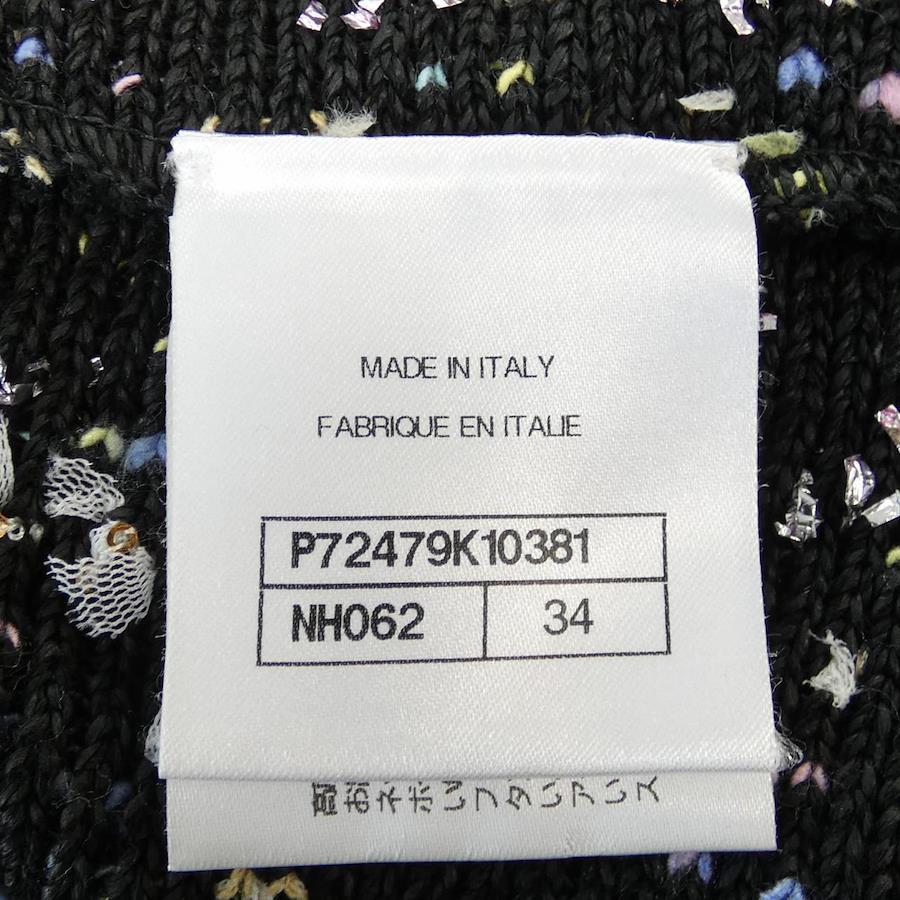 MADE IN ITALY
FABRIQUE EN ITALIE
P72479K10381
NH062 34